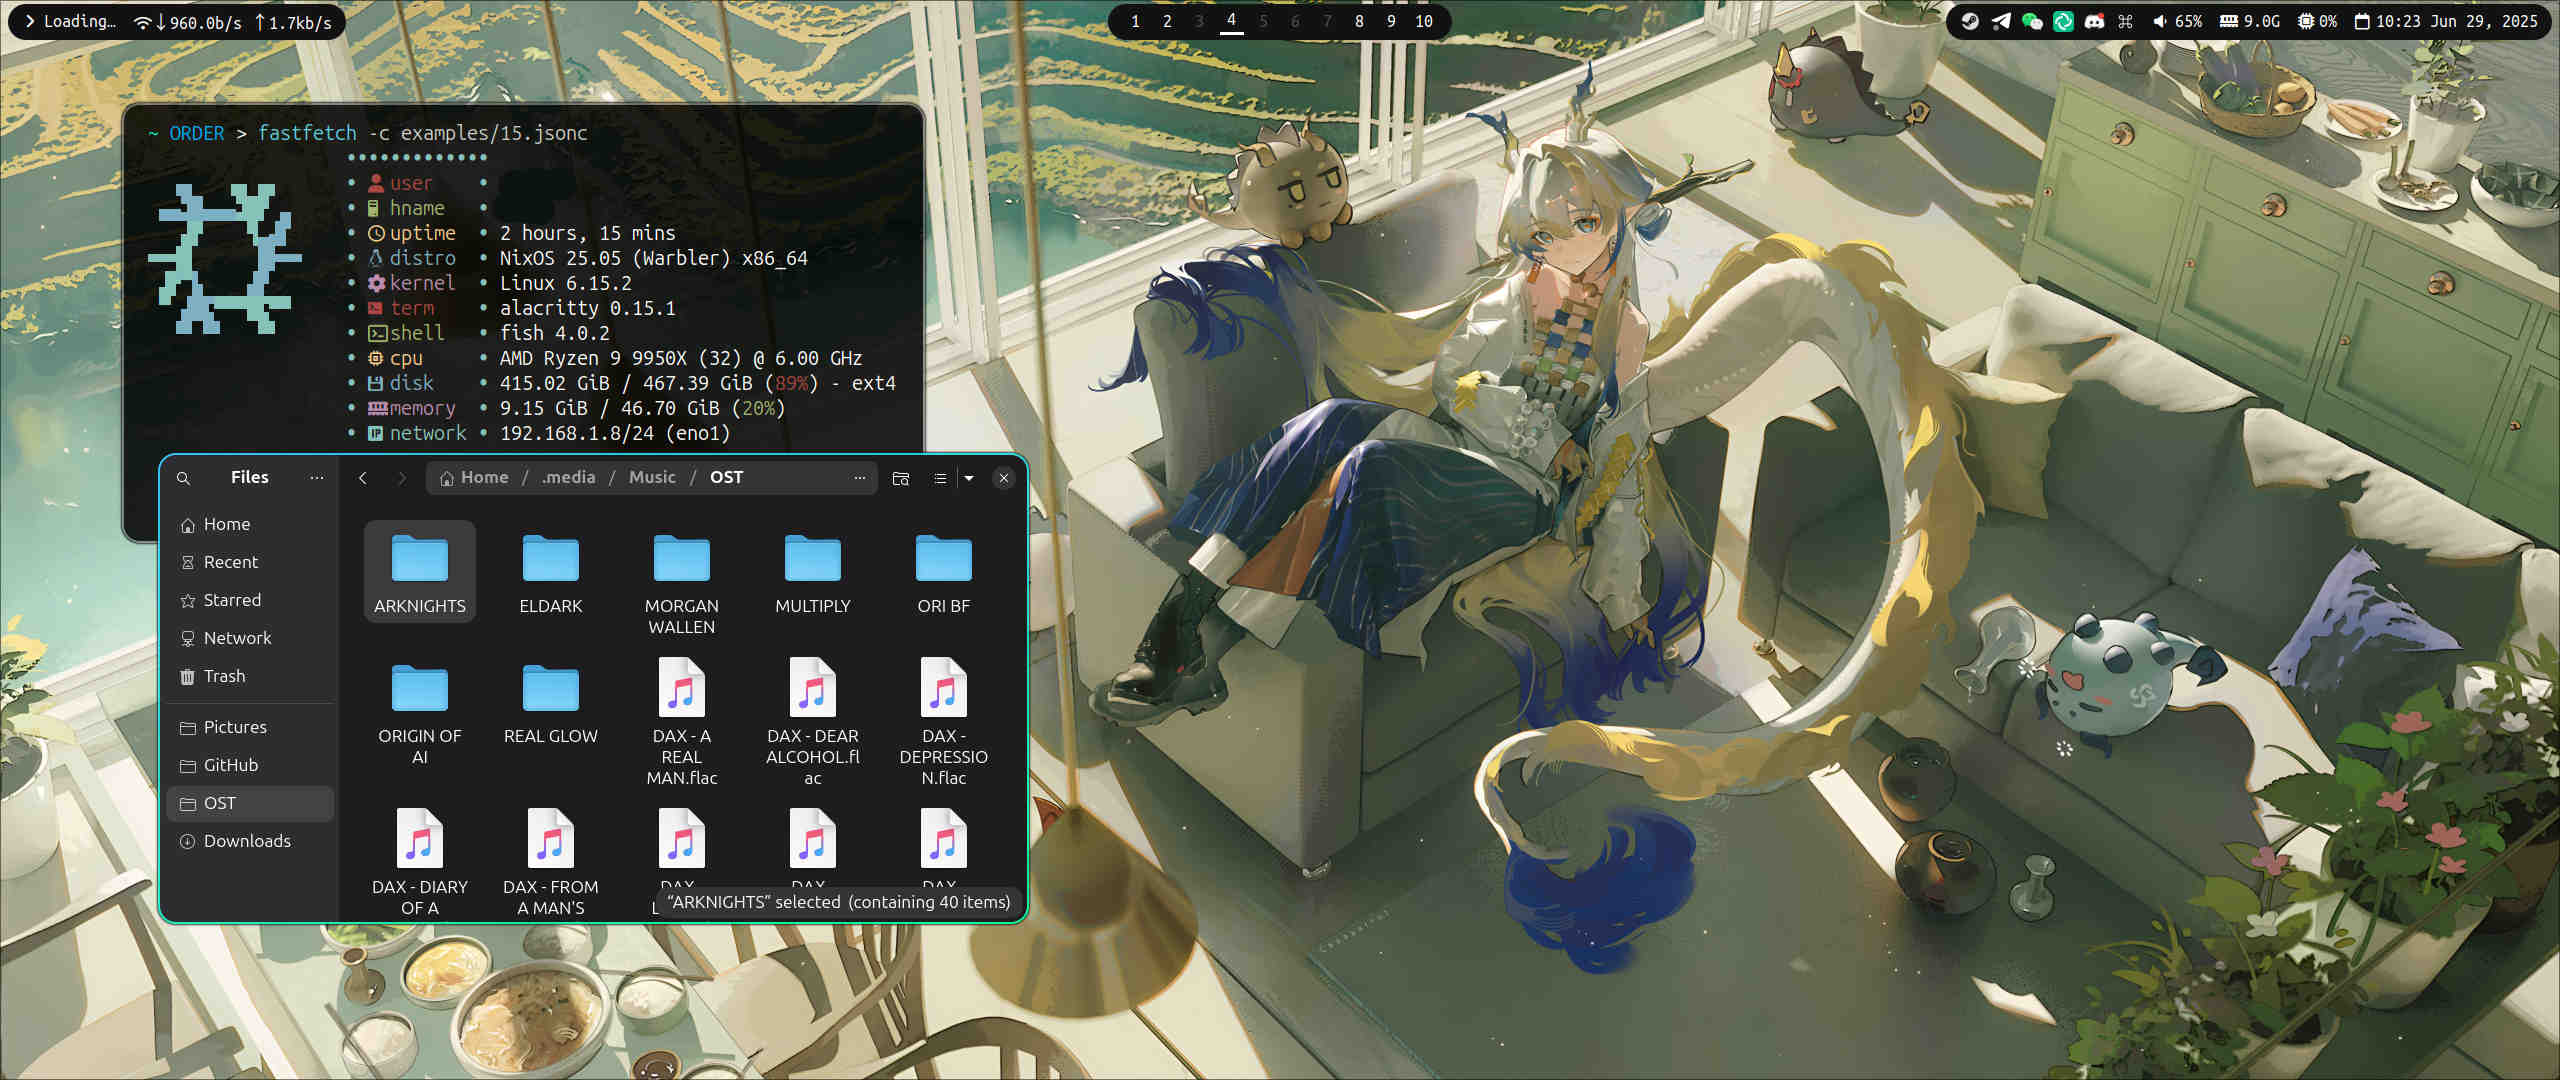 Loading… 960.0b/s 1.7kb/s
1 2 3 4 5 6 7 8 9 10
65% 9.0G 0% 10:23 Jun 29, 2025
~ ORDER > fastfetch -c examples/15.jsonc
user
hname
uptime • 2 hours, 15 mins
distro • NixOS 25.05 (Warbler) x86_64
kernel • Linux 6.15.2
term • alacritty 0.15.1
shell • fish 4.0.2
cpu • AMD Ryzen 9 9950X (32) @ 6.00 GHz
disk • 415.02 GiB / 467.39 GiB (89%) - ext4
memory • 9.15 GiB / 46.70 GiB (20%)
network • 192.168.1.8/24 (eno1)
Files
Home / .media / Music / OST
Home
Recent
Starred
Network
Trash
Pictures
GitHub
OST
Downloads
ARKNIGHTS
ELDARK
MORGAN
WALLEN
MULTIPLY
ORI BF
ORIGIN OF
AI
REAL GLOW
DAX - A
REAL
MAN.flac
DAX - DEAR
ALCOHOL.fl
ac
DAX -
DEPRESSIO
N.flac
DAX - DIARY
OF A
DAX - FROM
A MAN'S
DAX -
DAX -
DAX -
“ARKNIGHTS” selected (containing 40 items)